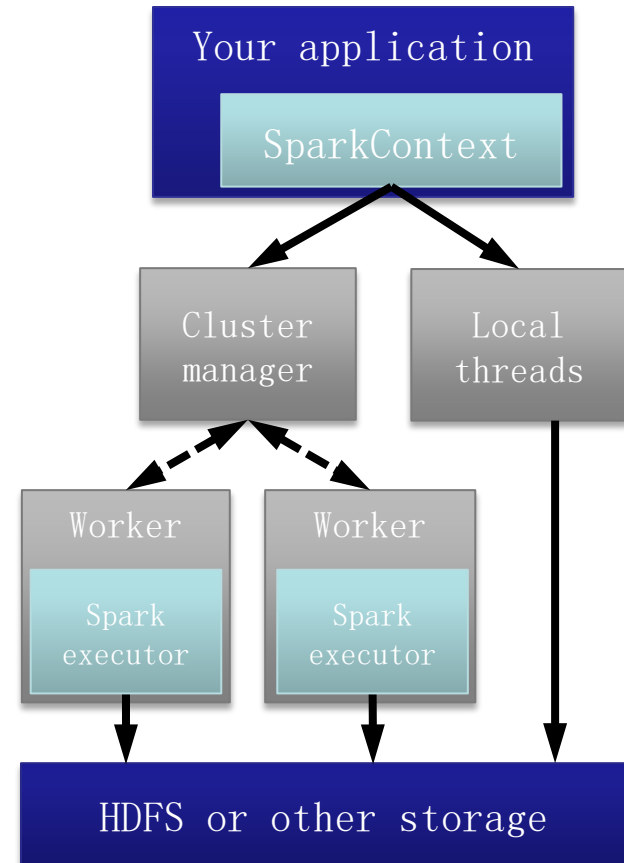 Your application
SparkContext
Cluster
manager
Local
threads
Worker
Worker
Spark
executor
Spark
executor
HDFS or other storage